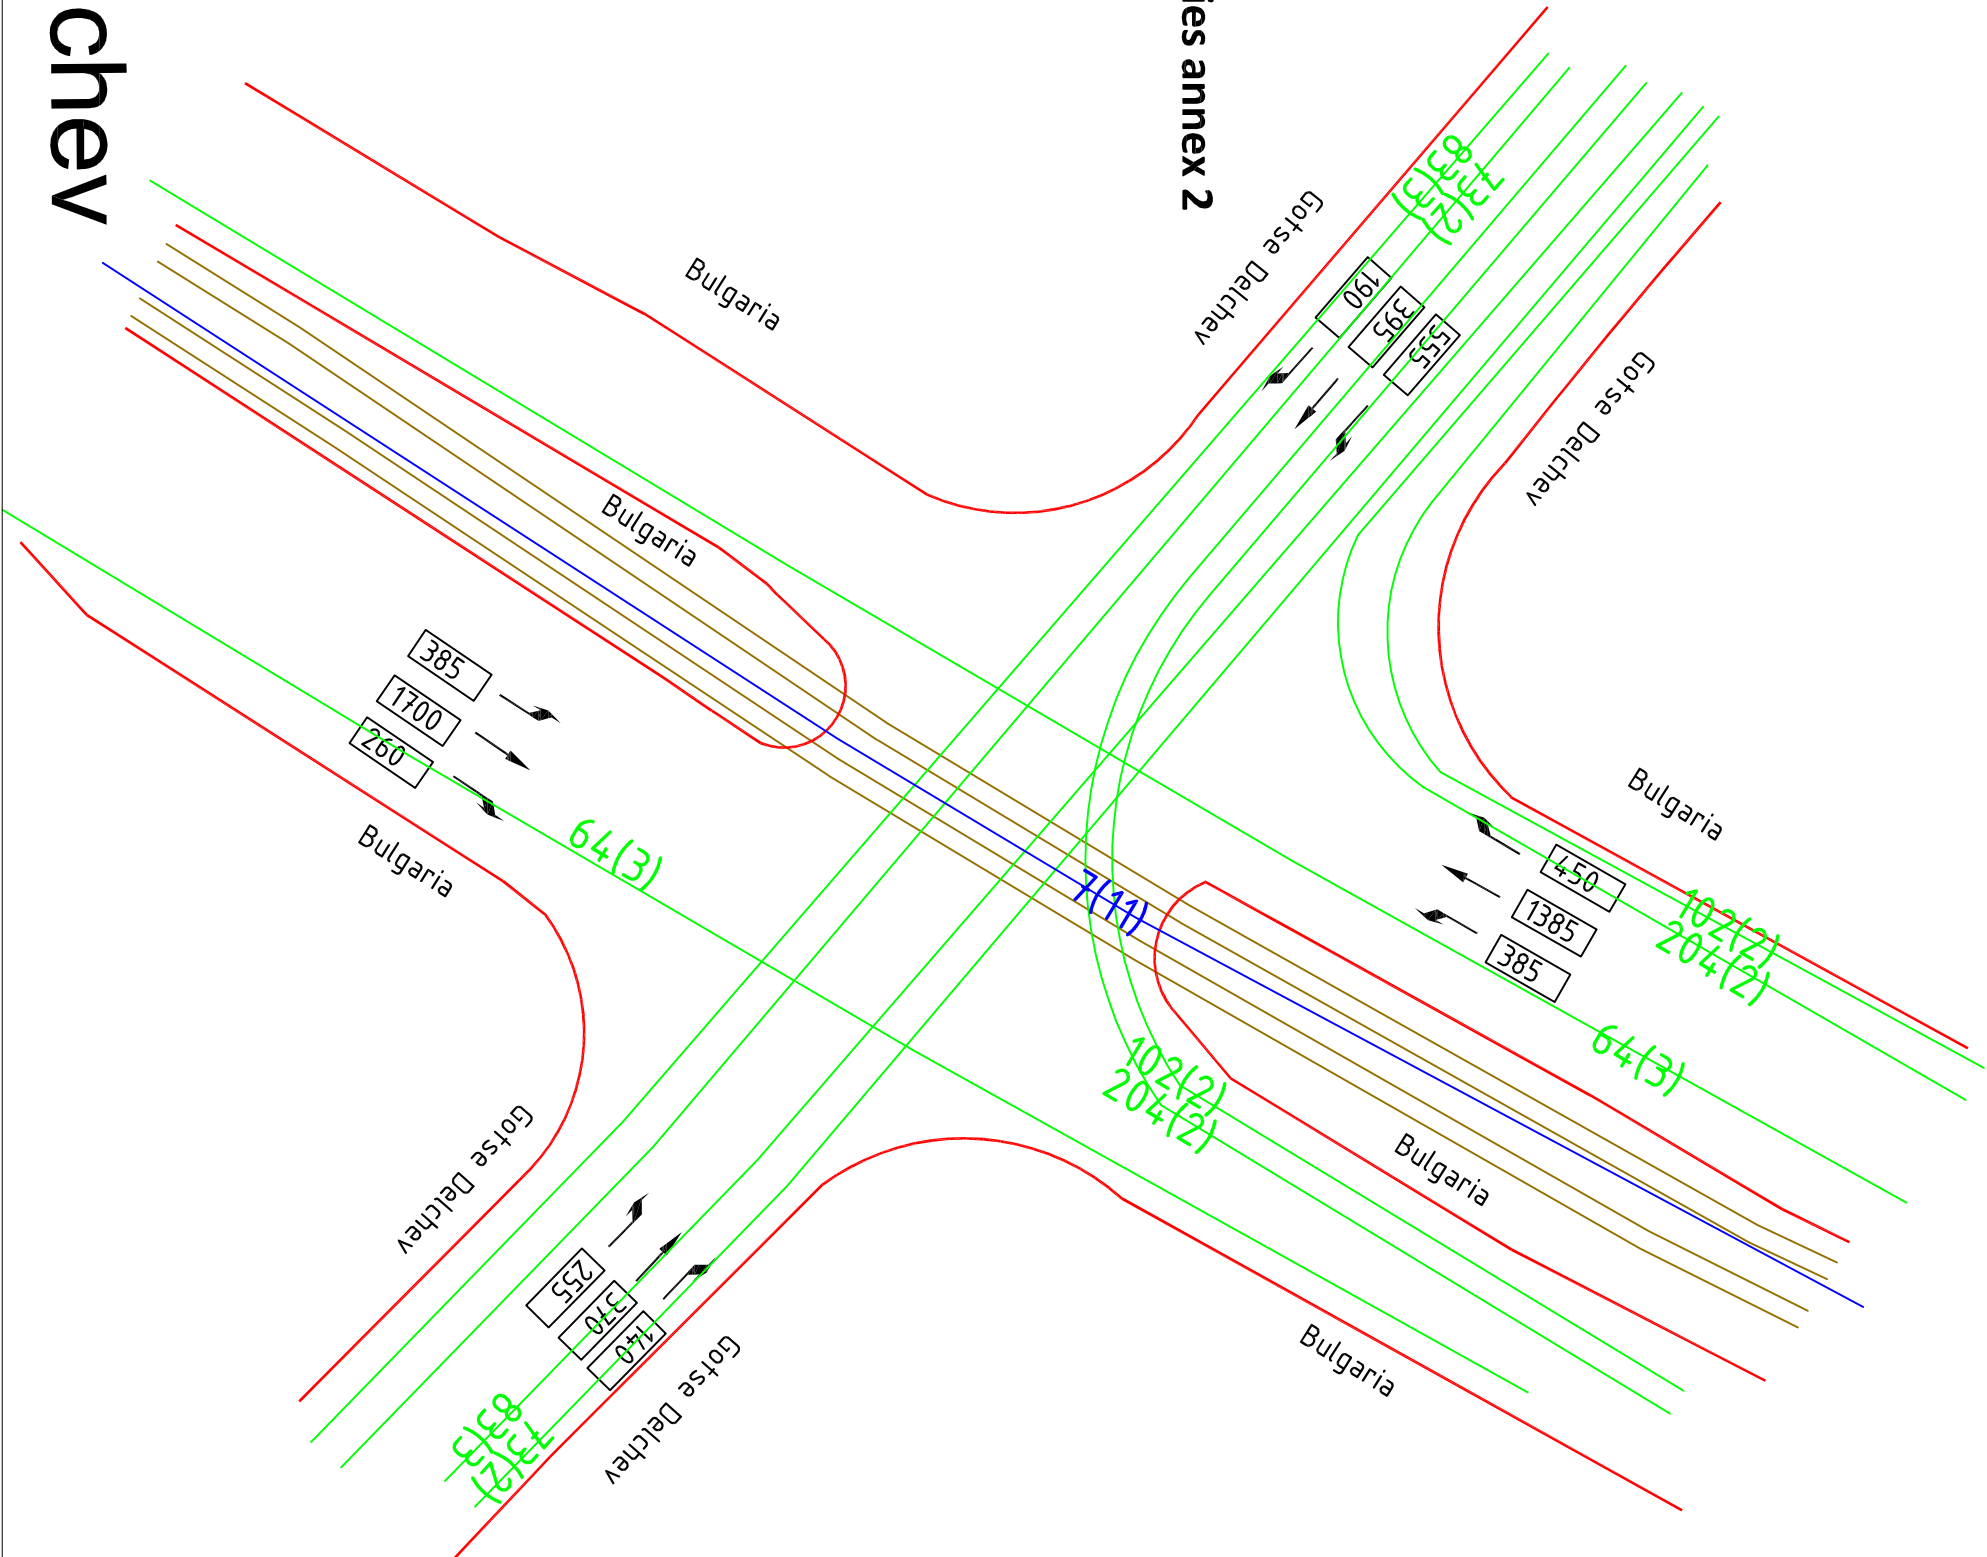 chev
ies annex 2
83(3)
73(2)
Gotse Delchev
190
395
555
Gotse Delchev
Bulgaria
Bulgaria
385
1700
260
Bulgaria
64(3)
7(11)
Bulgaria
450
1385
385
102(2)
204(2)
64(3)
102(2)
204(2)
Bulgaria
Bulgaria
Gotse Delchev
255
370
140
Gotse Delchev
83(3)
73(2)